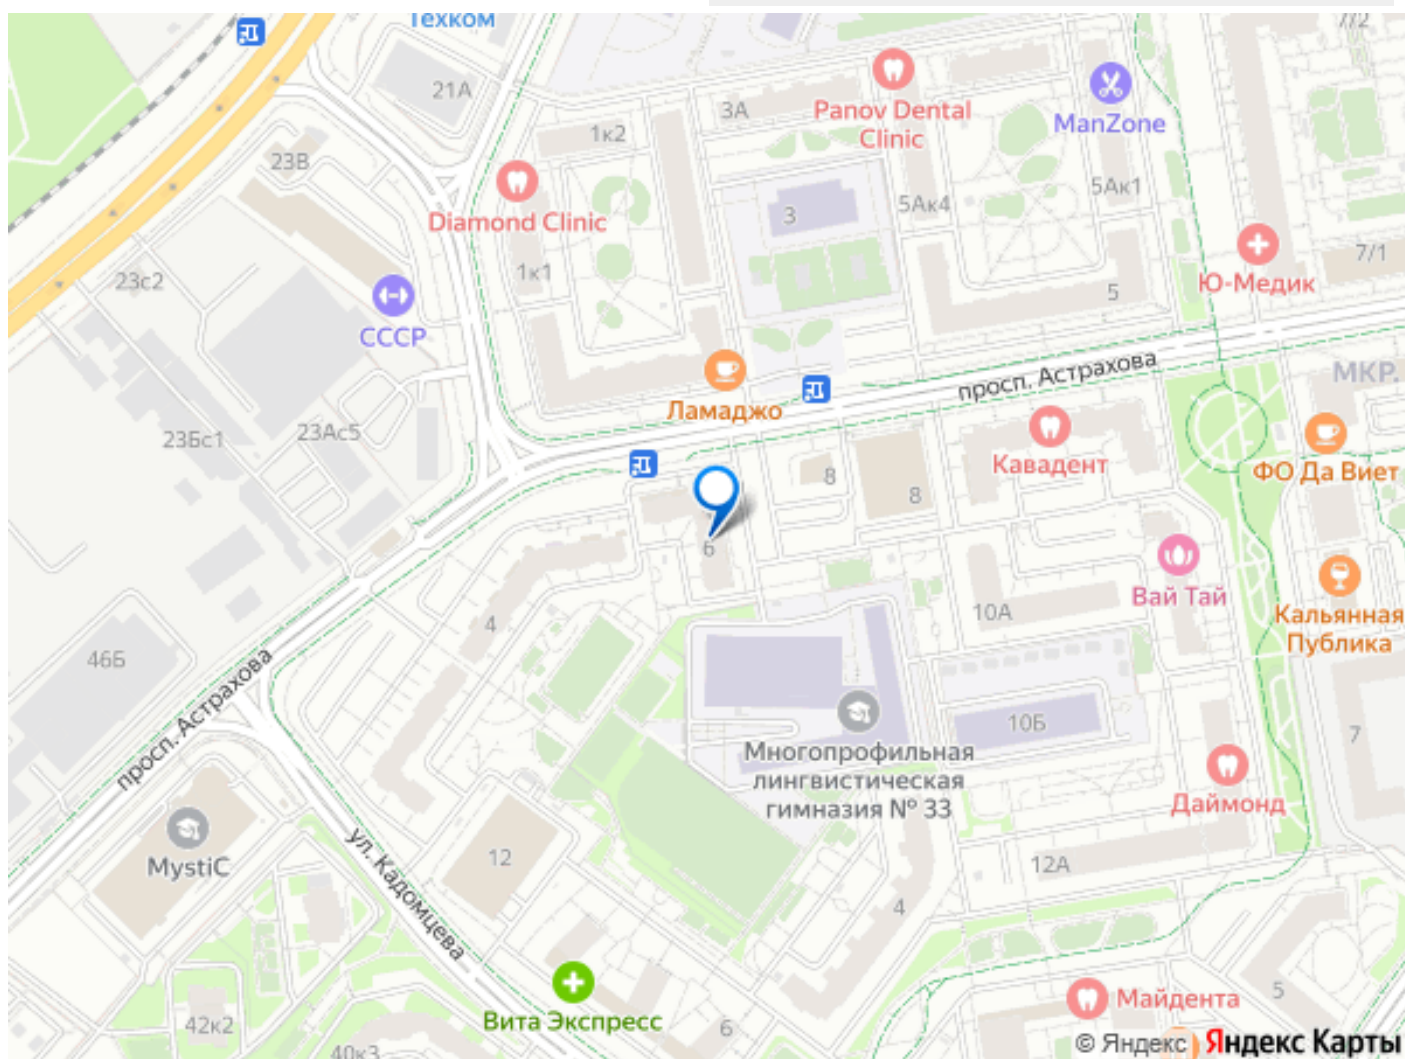 Техком
7/2
21А
3А
Panov Dental
Clinic
ManZone
1к2
23В
5Ак1
5Ак4
3
Diamond Clinic
Ю-Медик
7/1
1к1
23с2
5
СССР
просп. Астрахова
МКР.
Ламаджо
23Бс1
23Ас5
Кавадент
ФО Да Виет
8
8
6
Вай Тай
10А
Кальянная
Публика
4
46Б
просп. Астрахова
10Б
7
Многопрофильная
лингвистическая
гимназия № 33
Даймонд
MystiC
ул. Кадомцева
12
12А
4
5
Майдента
Вита Экспресс
42к2
6
40к3
© Яндекс
Яндекс Карты